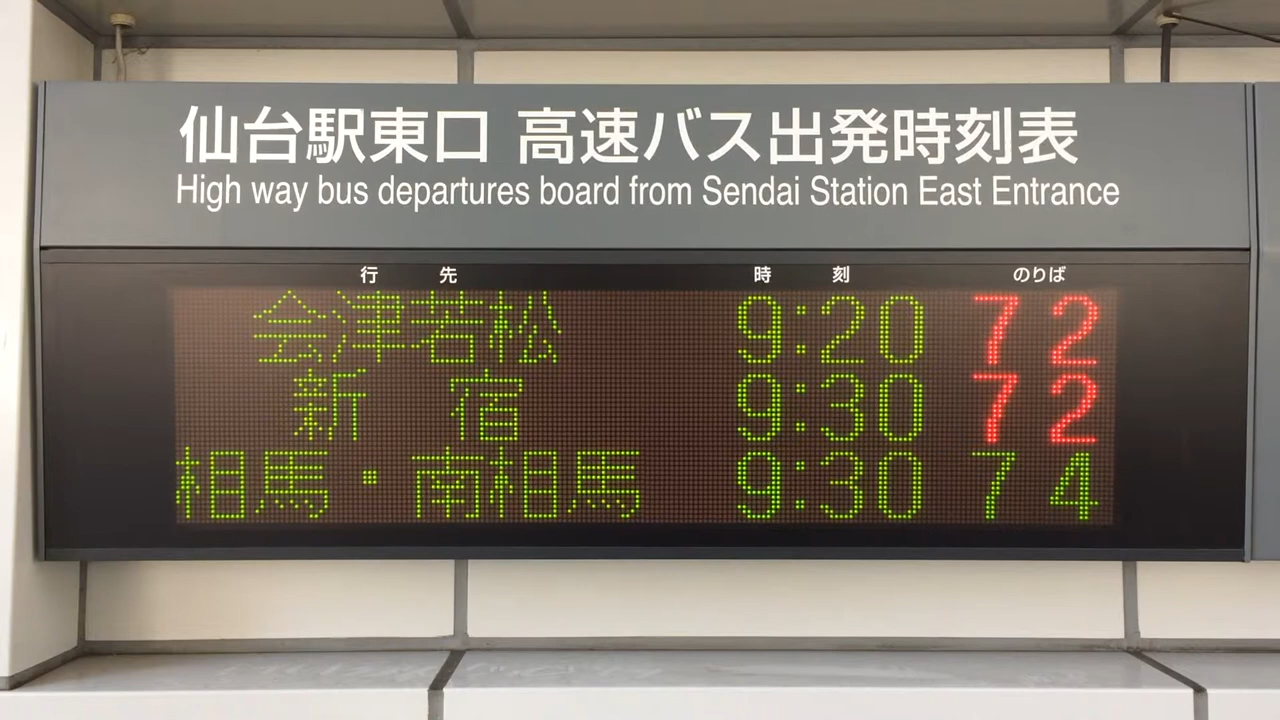 仙台駅東口 高速バス出発時刻表
High way bus departures board from Sendai Station East Entrance
行先 時刻 のりば
会津若松 9:20 72
新宿 9:30 72
相馬・南相馬 9:30 74